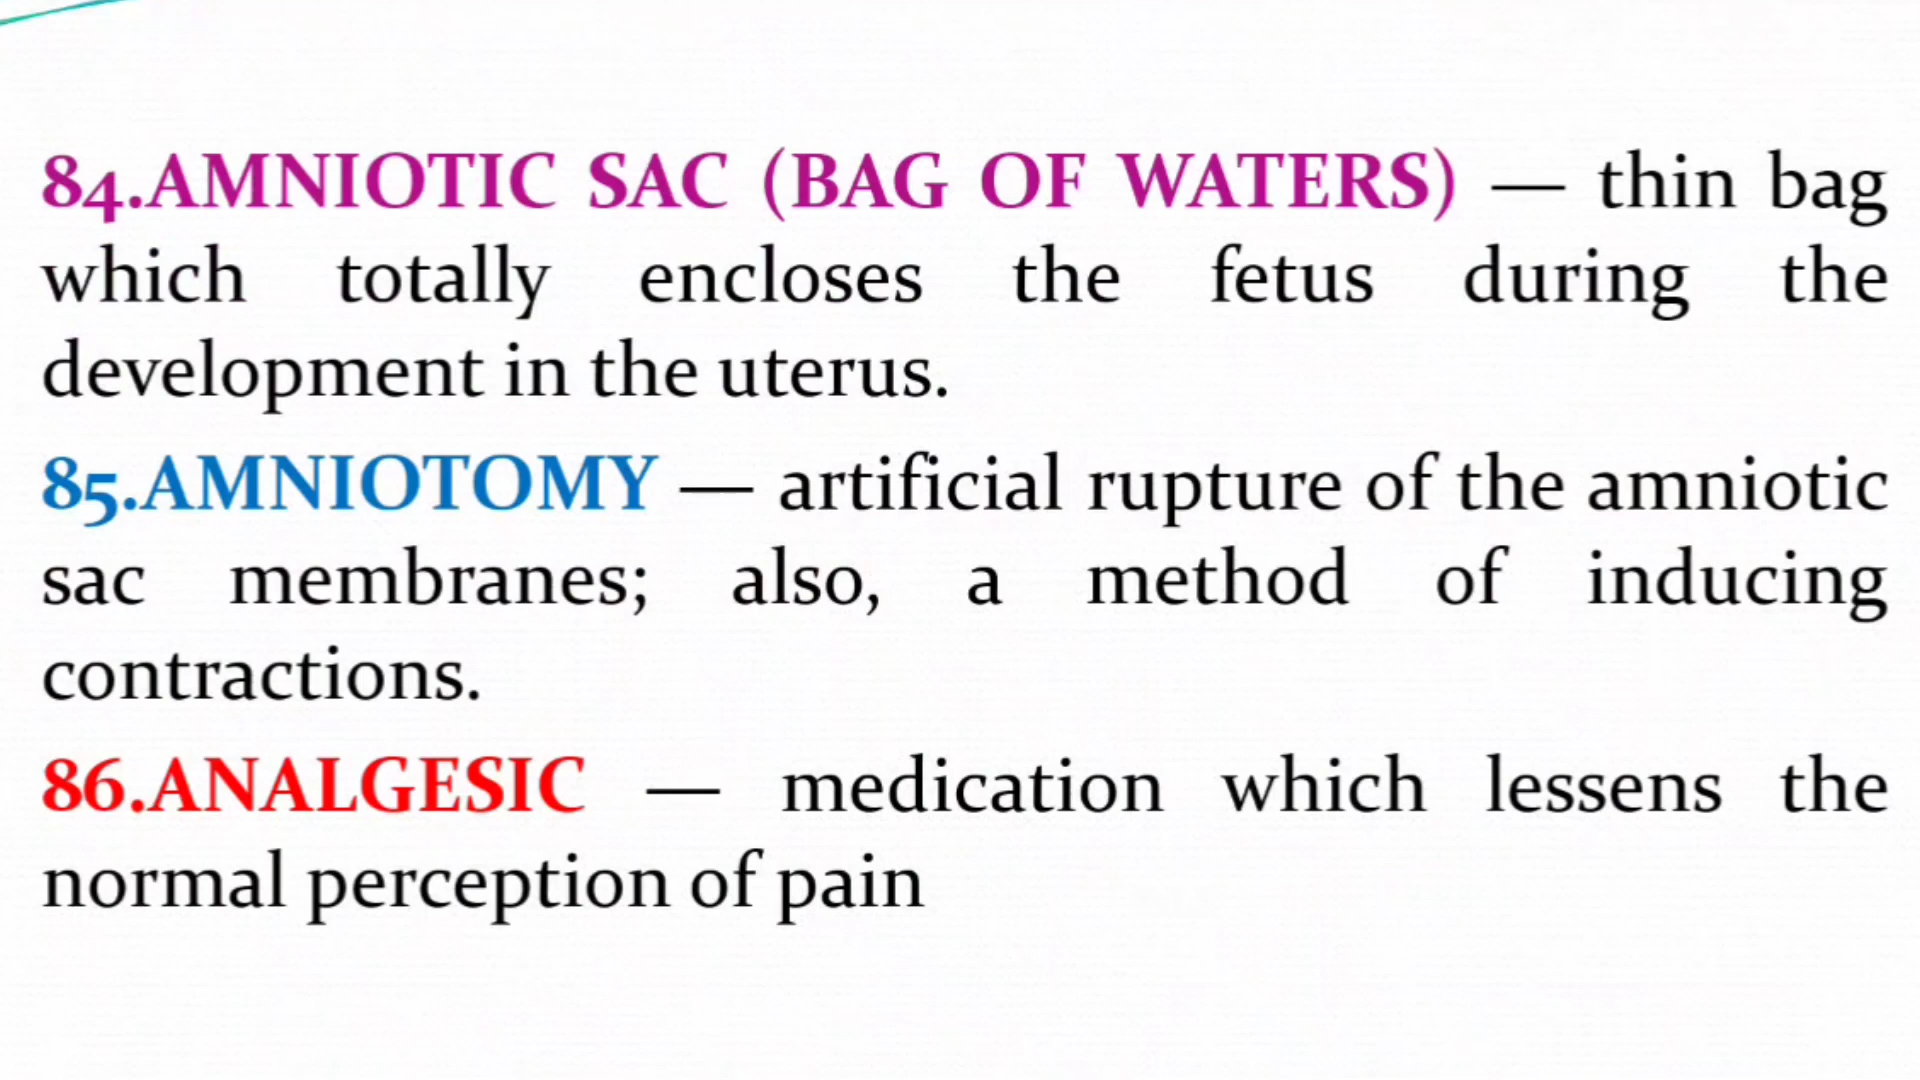 84.AMNIOTIC SAC (BAG OF WATERS) — thin bag
which totally encloses the fetus during the
development in the uterus.
85.AMNIOTOMY — artificial rupture of the amniotic
sac membranes; also, a method of inducing
contractions.
86.ANALGESIC — medication which lessens the
normal perception of pain